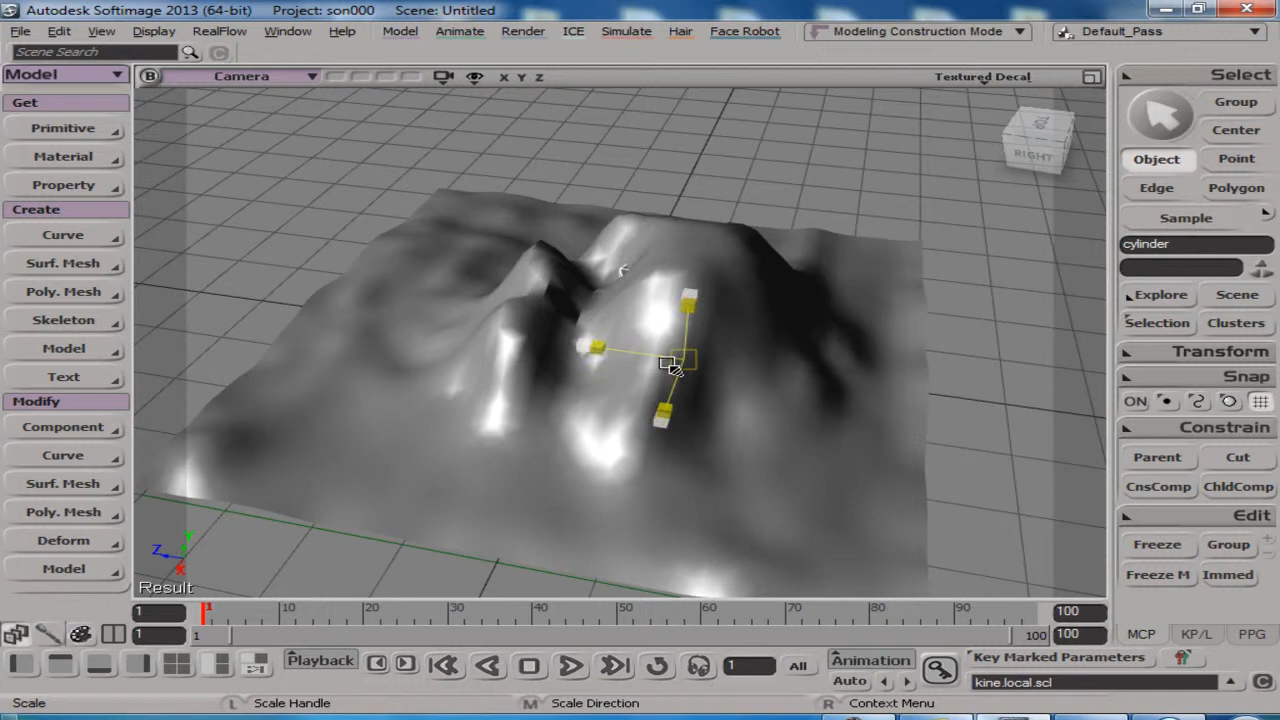 Autodesk Softimage 2013 (64-bit) Project: son000 Scene: Untitled
File Edit View Display RealFlow Window Help Model Animate Render ICE Simulate Hair Face Robot Modeling Construction Mode Default_Pass
Scene Search
Model
B Camera X Y Z Textured Decal
Get
Primitive
Material
Property
Create
Curve
Surf. Mesh
Poly. Mesh
Skeleton
Model
Text
Modify
Component
Curve
Surf. Mesh
Poly. Mesh
Deform
Model
TOP
RIGHT
Y
Z
X
Result
Select
Group
Center
Object Point
Edge Polygon
Sample
cylinder
Explore Scene
Selection Clusters
Transform
Snap
ON
Constrain
Parent Cut
CnsComp ChldComp
Edit
Freeze Group
Freeze M Immed
MCP KP/L PPG
1 1 10 20 30 40 50 60 70 80 90 100
1 1 100 100
Playback 1 All Animation Key Marked Parameters
Auto kine.local.scl
Scale L Scale Handle M Scale Direction R Context Menu